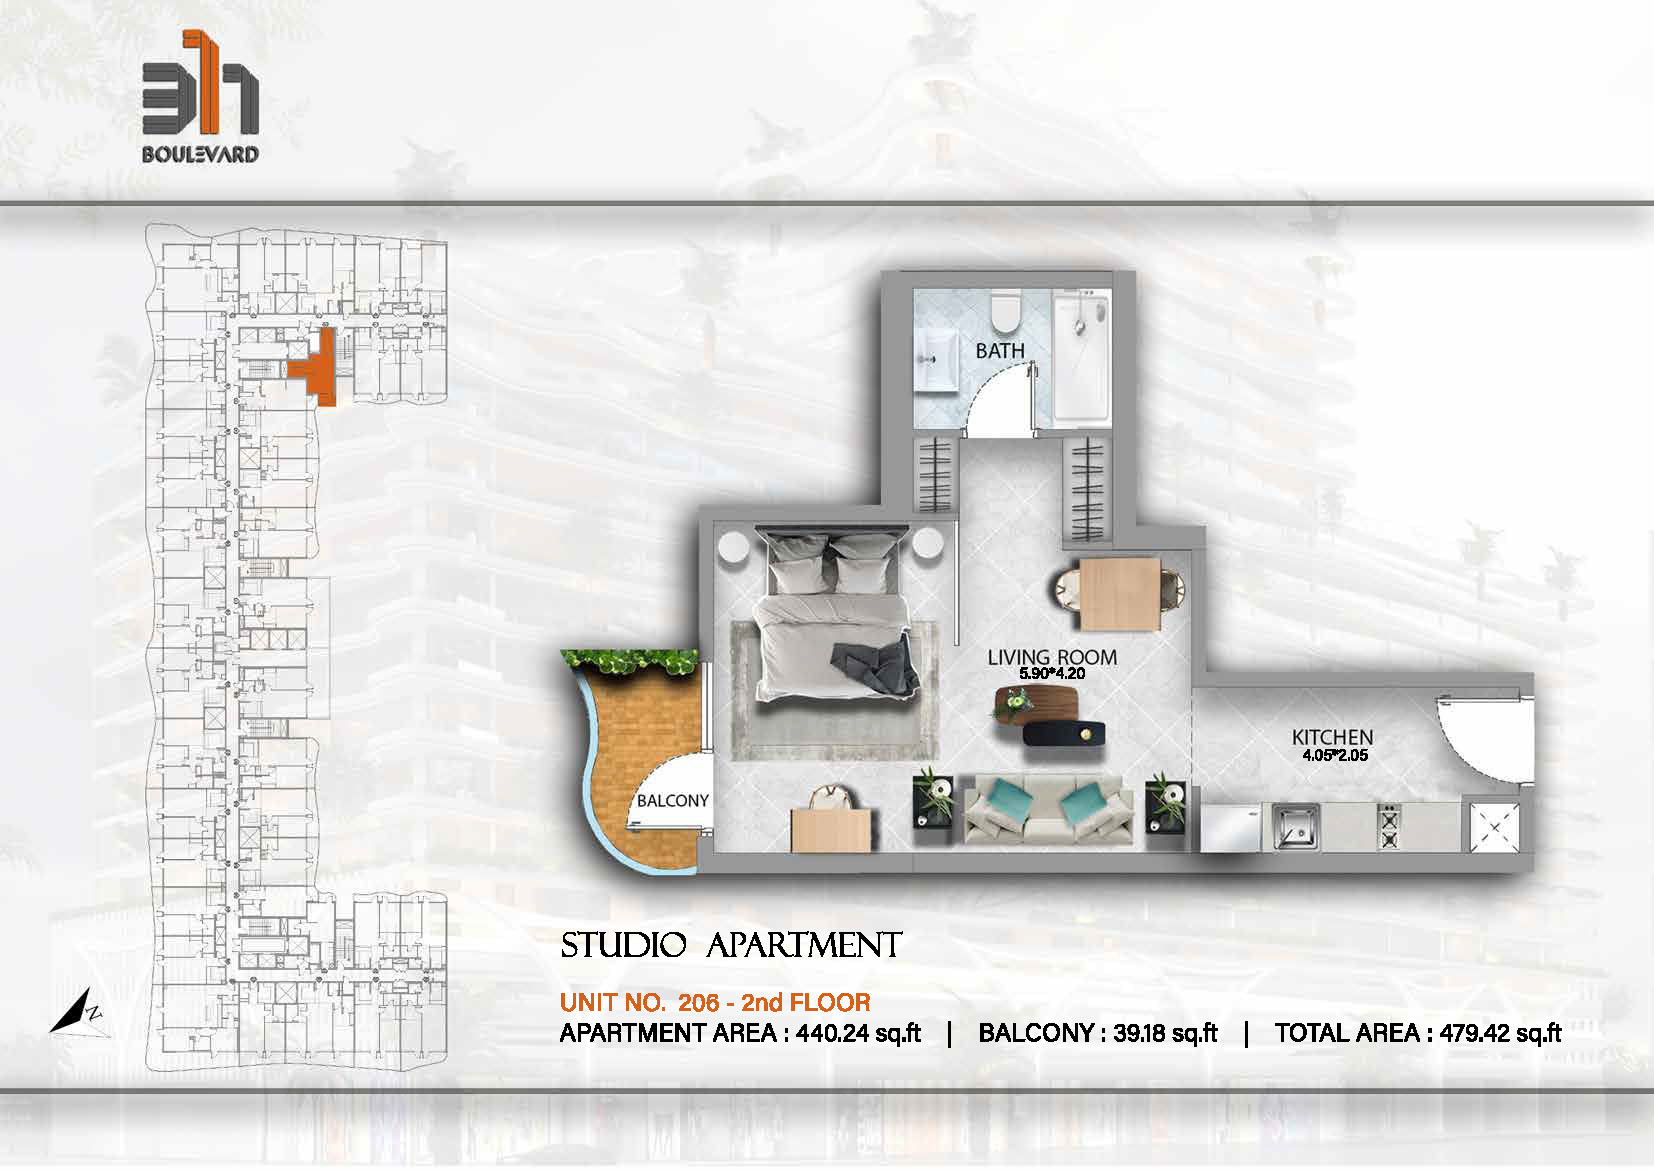 311
BOULEVARD
BATH
LIVING ROOM
5.90*4.20
KITCHEN
4.05*2.05
BALCONY
STUDIO APARTMENT
UNIT NO. 206 - 2nd FLOOR
APARTMENT AREA : 440.24 sq.ft | BALCONY : 39.18 sq.ft | TOTAL AREA : 479.42 sq.ft
N